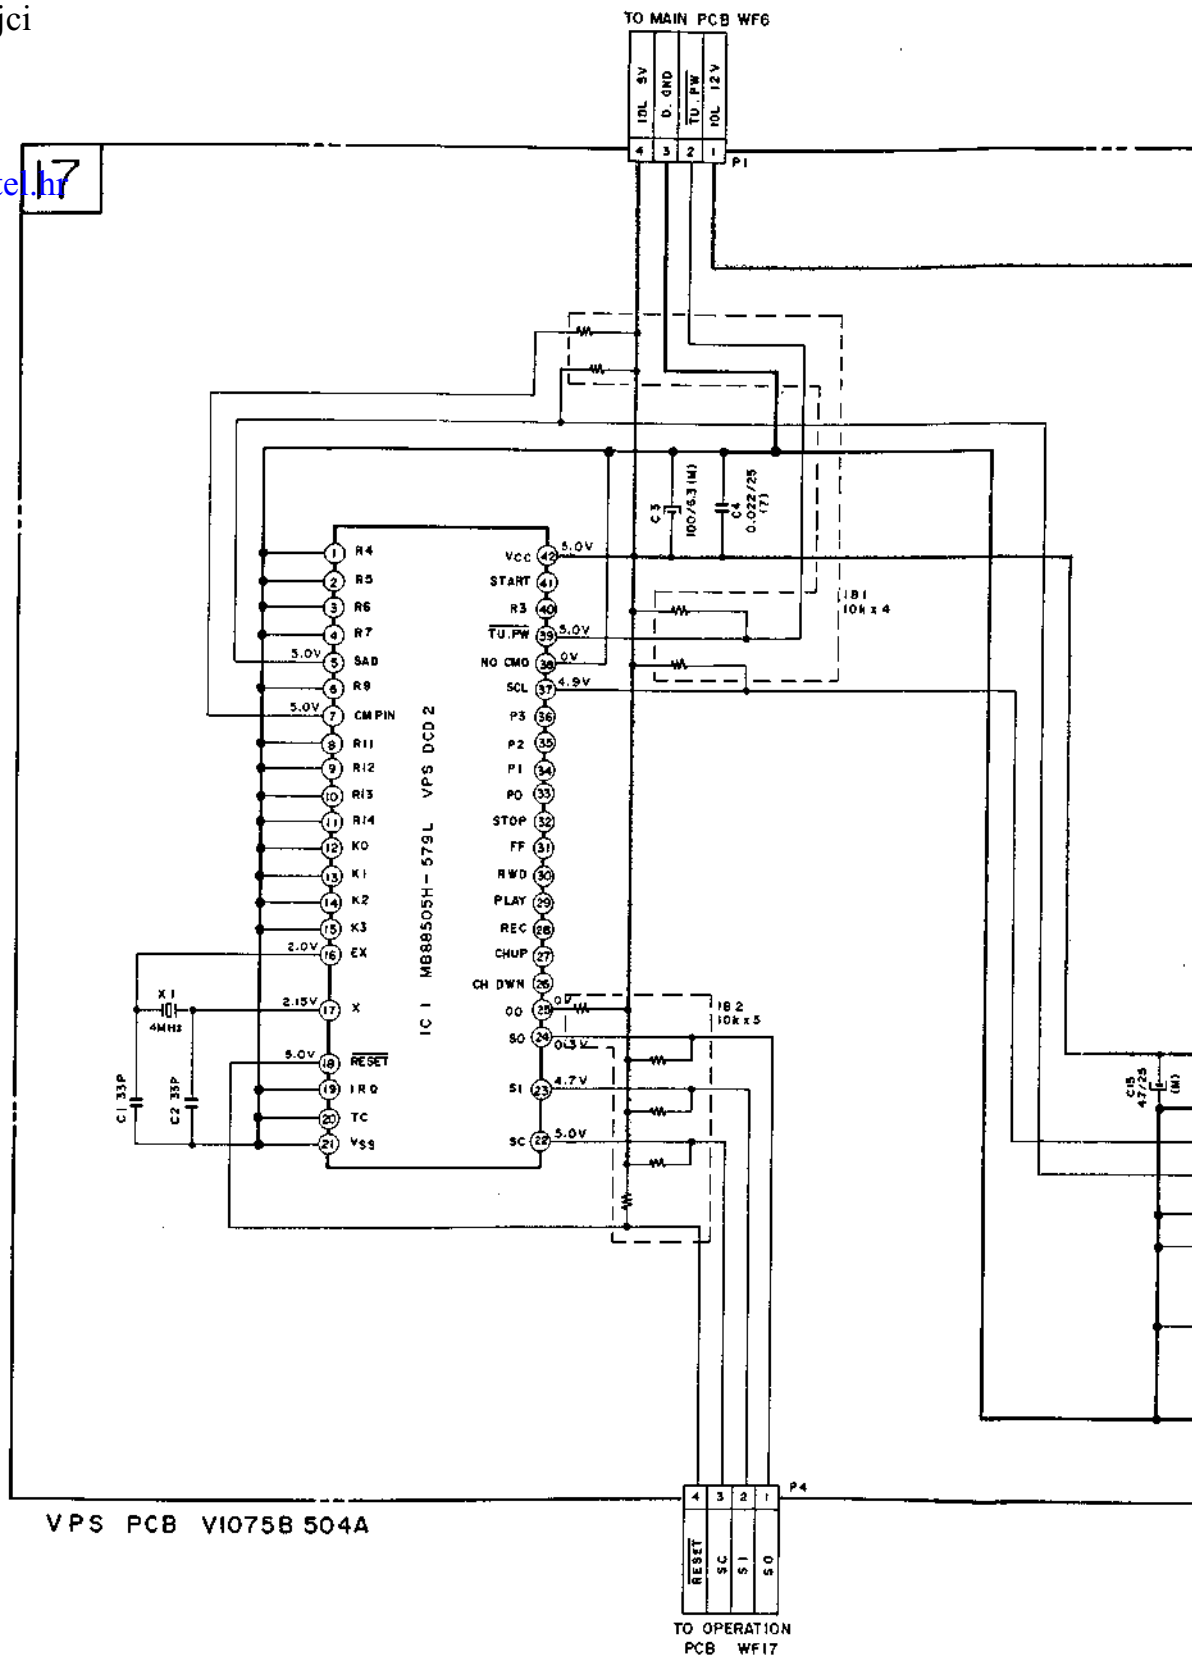 jci
TO MAIN PCB WF6
IDL 5V
D. GND
TU. PW
IDL 12V
4 3 2 1
P1
17
tel.hr
C3
100/6.3 (M)
C4
0.022/25
(Z)
IB1
10k x 4
IC 1 MB88505H-579L VPS DCD 2
1 R4
2 R5
3 R6
4 R7
5.0V 5 SAD
6 R9
5.0V 7 CMPIN
8 R11
9 R12
10 R13
11 R14
12 K0
13 K1
14 K2
15 K3
2.0V 16 EX
2.15V 17 X
5.0V 18 RESET
19 IRQ
20 TC
21 VSS
VCC 42 5.0V
START 41
R3 40
TU.PW 39 5.0V
NO CMD 38 0V
SCL 37 4.9V
P3 36
P2 35
P1 34
P0 33
STOP 32
FF 31
RWD 30
PLAY 29
REC 28
CHUP 27
CH DWN 26
OO 25 0V
SO 24 0.3V
SI 23 4.7V
SC 22 5.0V
IB2
10k x 5
X1
4MHz
C1 33P
C2 33P
C15
47/25
(M)
4 3 2 1
P4
RESET
SC
SI
SO
VPS PCB V1075B 504A
TO OPERATION
PCB WF17